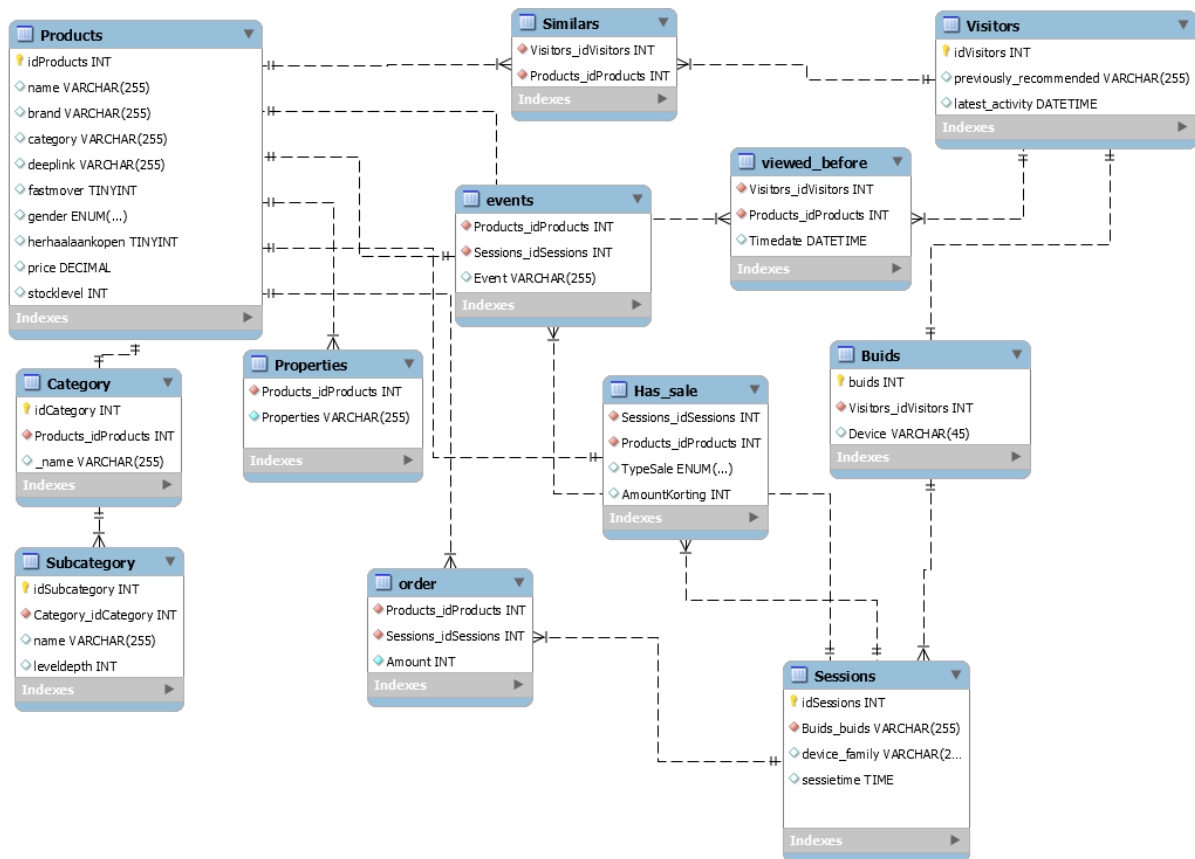 Products
idProducts INT
name VARCHAR(255)
brand VARCHAR(255)
category VARCHAR(255)
deeplink VARCHAR(255)
fastmover TINYINT
gender ENUM(...)
herhaalaankopen TINYINT
price DECIMAL
stocklevel INT
Indexes
Similars
Visitors_idVisitors INT
Products_idProducts INT
Indexes
Visitors
idVisitors INT
previously_recommended VARCHAR(255)
latest_activity DATETIME
Indexes
viewed_before
Visitors_idVisitors INT
Products_idProducts INT
Timedate DATETIME
Indexes
events
Products_idProducts INT
Sessions_idSessions INT
Event VARCHAR(255)
Indexes
Category
idCategory INT
Products_idProducts INT
_name VARCHAR(255)
Indexes
Properties
Products_idProducts INT
Properties VARCHAR(255)
Indexes
Has_sale
Sessions_idSessions INT
Products_idProducts INT
TypeSale ENUM(...)
AmountKorting INT
Indexes
Buids
buids INT
Visitors_idVisitors INT
Device VARCHAR(45)
Indexes
Subcategory
idSubcategory INT
Category_idCategory INT
name VARCHAR(255)
leveldepth INT
Indexes
order
Products_idProducts INT
Sessions_idSessions INT
Amount INT
Indexes
Sessions
idSessions INT
Buids_buids VARCHAR(255)
device_family VARCHAR(2...
sessietime TIME
Indexes